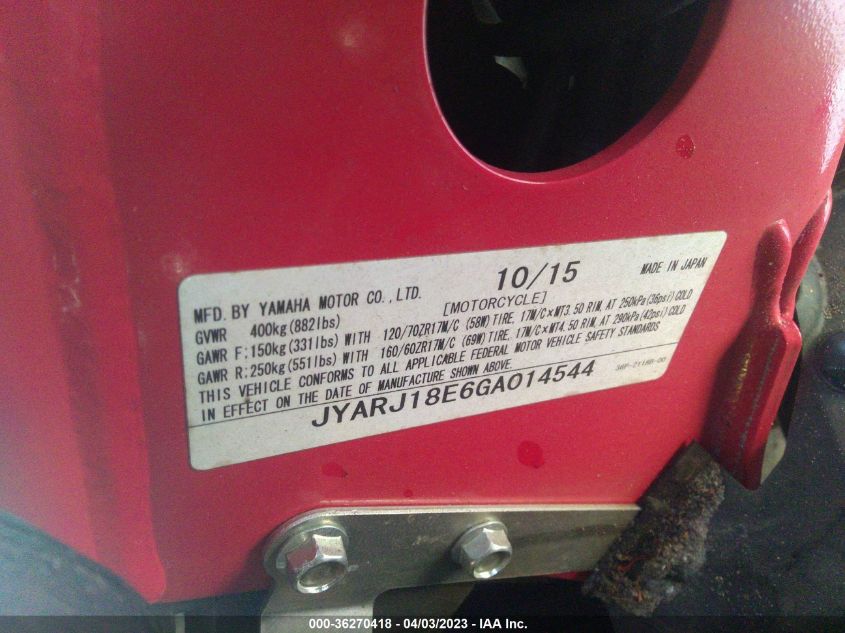 10/15
MADE IN JAPAN
MFD. BY YAMAHA MOTOR CO.,LTD.
[MOTORCYCLE]
GVWR 400kg(882lbs)
GAWR F:150kg(331lbs) WITH 120/70ZR17M/C (58W) TIRE, 17M/C×MT3.50 RIM, AT 250kPa(36psi) COLD
GAWR R:250kg(551lbs) WITH 160/60ZR17M/C (69W) TIRE, 17M/C×MT4.50 RIM, AT 290kPa(42psi) COLD
THIS VEHICLE CONFORMS TO ALL APPLICABLE FEDERAL MOTOR VEHICLE SAFETY STANDARDS
IN EFFECT ON THE DATE OF MANUFACTURE SHOWN ABOVE.
JYARJ18E6GA014544
000-36270418 - 04/03/2023 - IAA Inc.